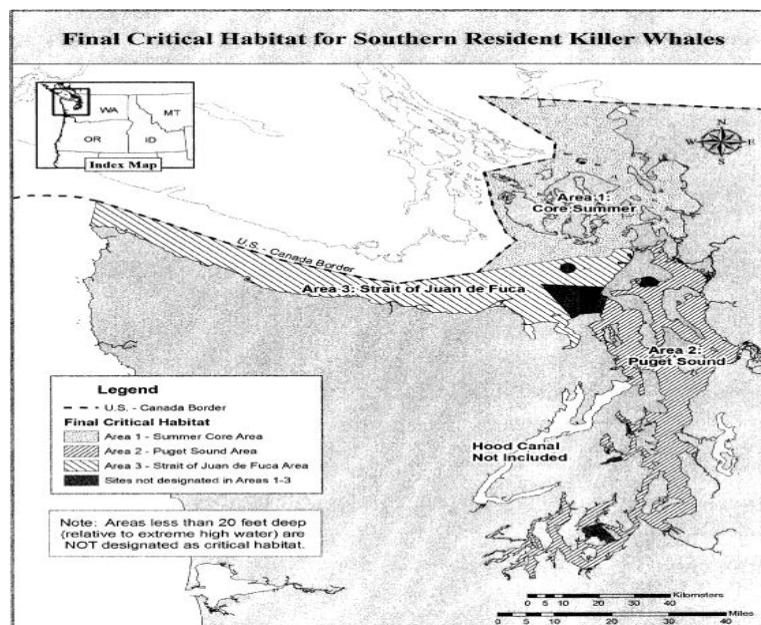 Final Critical Habitat for Southern Resident Killer Whales
WA
MT
OR
ID
Index Map
N
W
E
S
Area 1:
Core Summer
U.S. - Canada Border
Area 3: Strait of Juan de Fuca
Area 2:
Puget Sound
Hood Canal
Not Included
Legend
U.S. - Canada Border
Final Critical Habitat
Area 1 - Summer Core Area
Area 2 - Puget Sound Area
Area 3 - Strait of Juan de Fuca Area
Sites not designated in Areas 1-3
Note: Areas less than 20 feet deep
(relative to extreme high water) are
NOT designated as critical habitat.
Kilometers
0 5 10 20 30 40
Miles
0 5 10 20 30 40